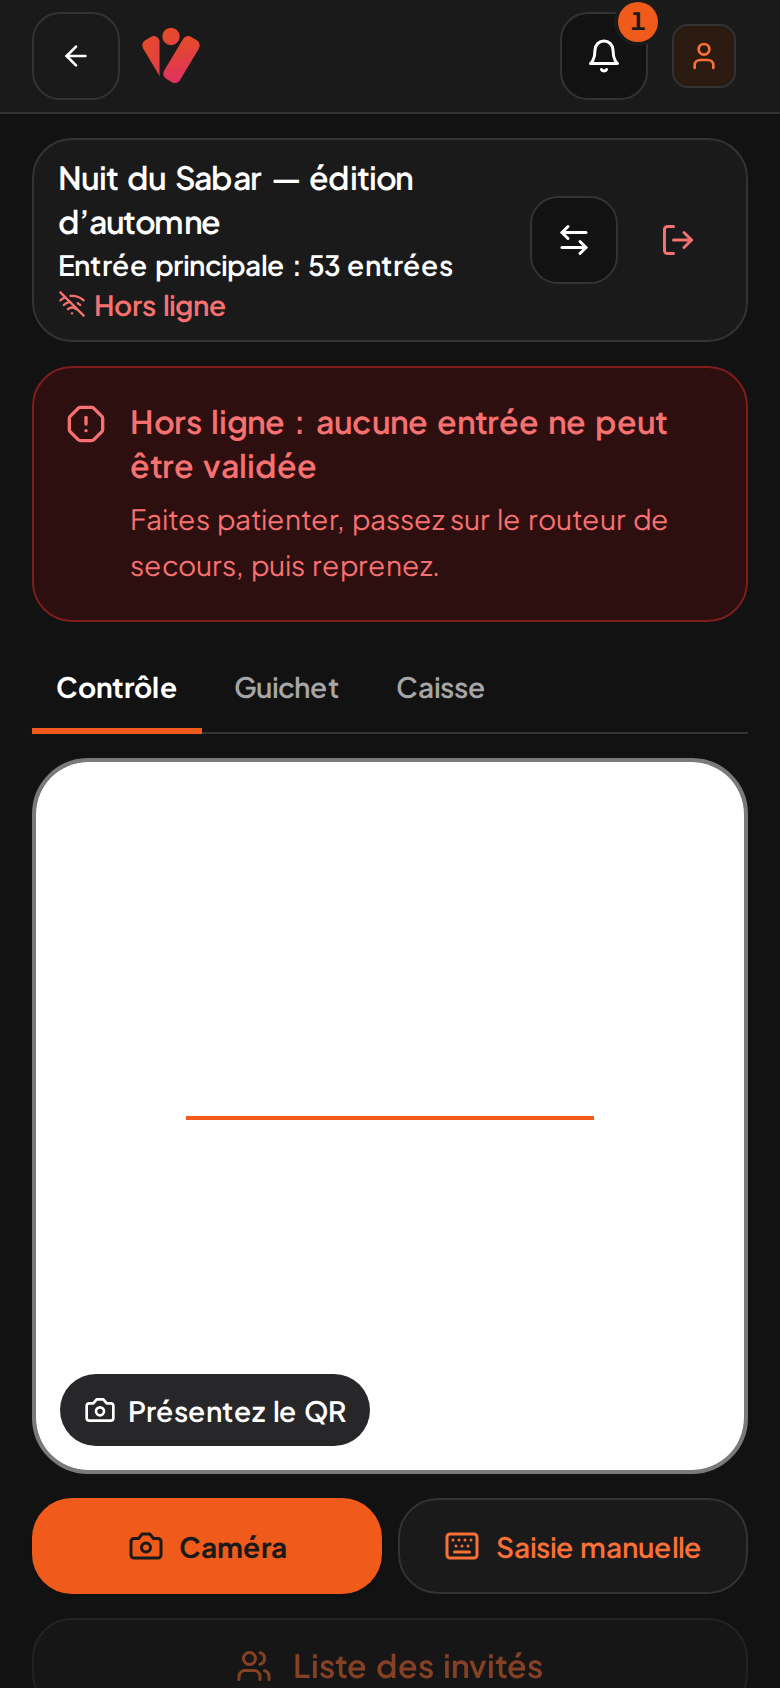 1
Nuit du Sabar — édition
d’automne
Entrée principale : 53 entrées
Hors ligne
Hors ligne : aucune entrée ne peut
être validée
Faites patienter, passez sur le routeur de
secours, puis reprenez.
Contrôle Guichet Caisse
Présentez le QR
Caméra Saisie manuelle
Liste des invités